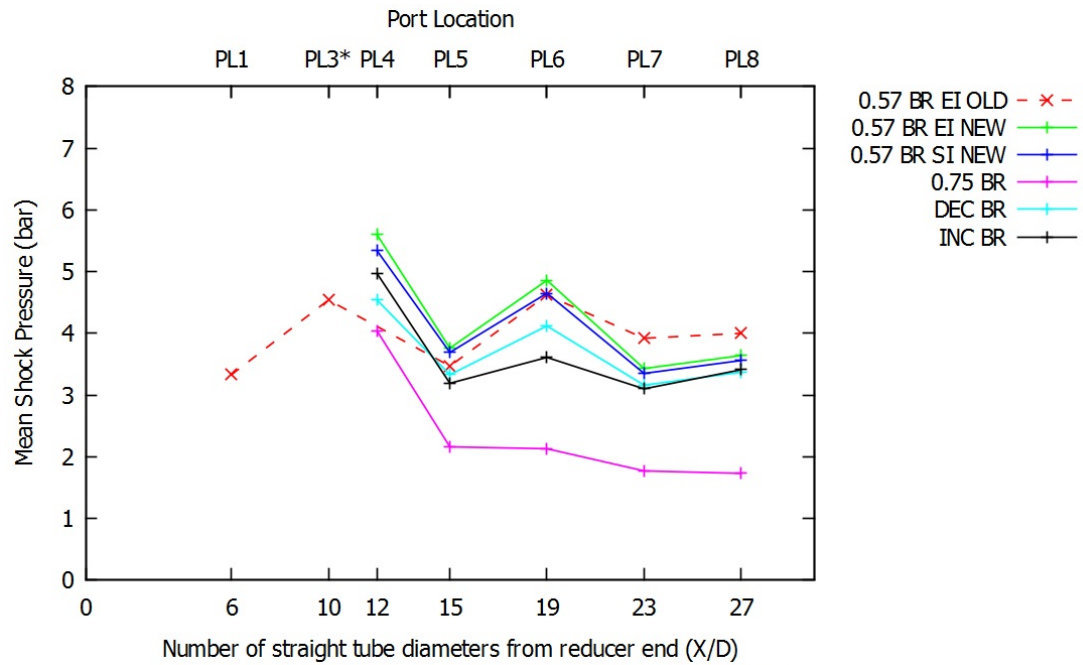 Port Location
PL1 PL3* PL4 PL5 PL6 PL7 PL8
8
7
6
5
4
3
2
1
0
Mean Shock Pressure (bar)
0 6 10 12 15 19 23 27
Number of straight tube diameters from reducer end (X/D)
0.57 BR EI OLD
0.57 BR EI NEW
0.57 BR SI NEW
0.75 BR
DEC BR
INC BR